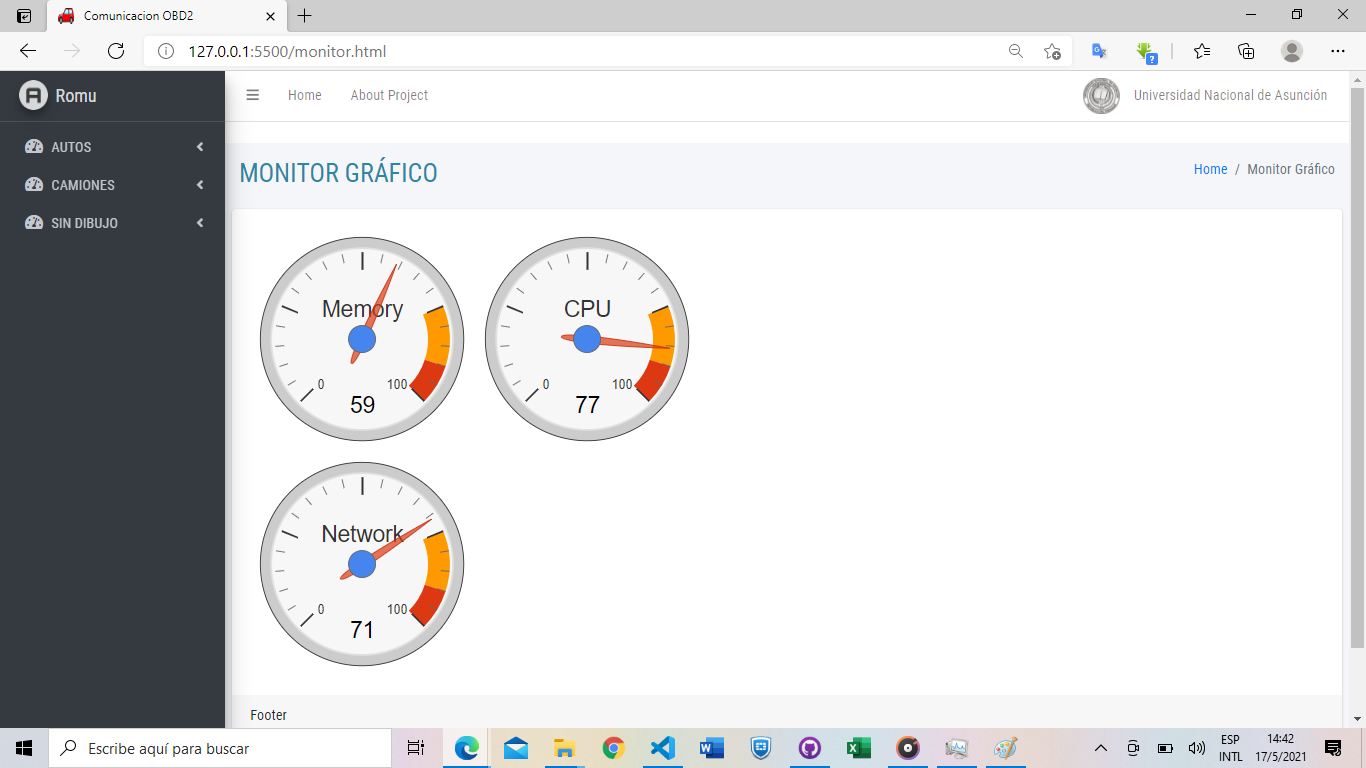 Comunicacion OBD2
127.0.0.1:5500/monitor.html
Romu
Home
About Project
Universidad Nacional de Asunción
AUTOS
CAMIONES
SIN DIBUJO
MONITOR GRÁFICO
Home / Monitor Gráfico
Memory
0
100
59
CPU
0
100
77
Network
0
100
71
Footer
Escribe aquí para buscar
ESP
INTL
14:42
17/5/2021